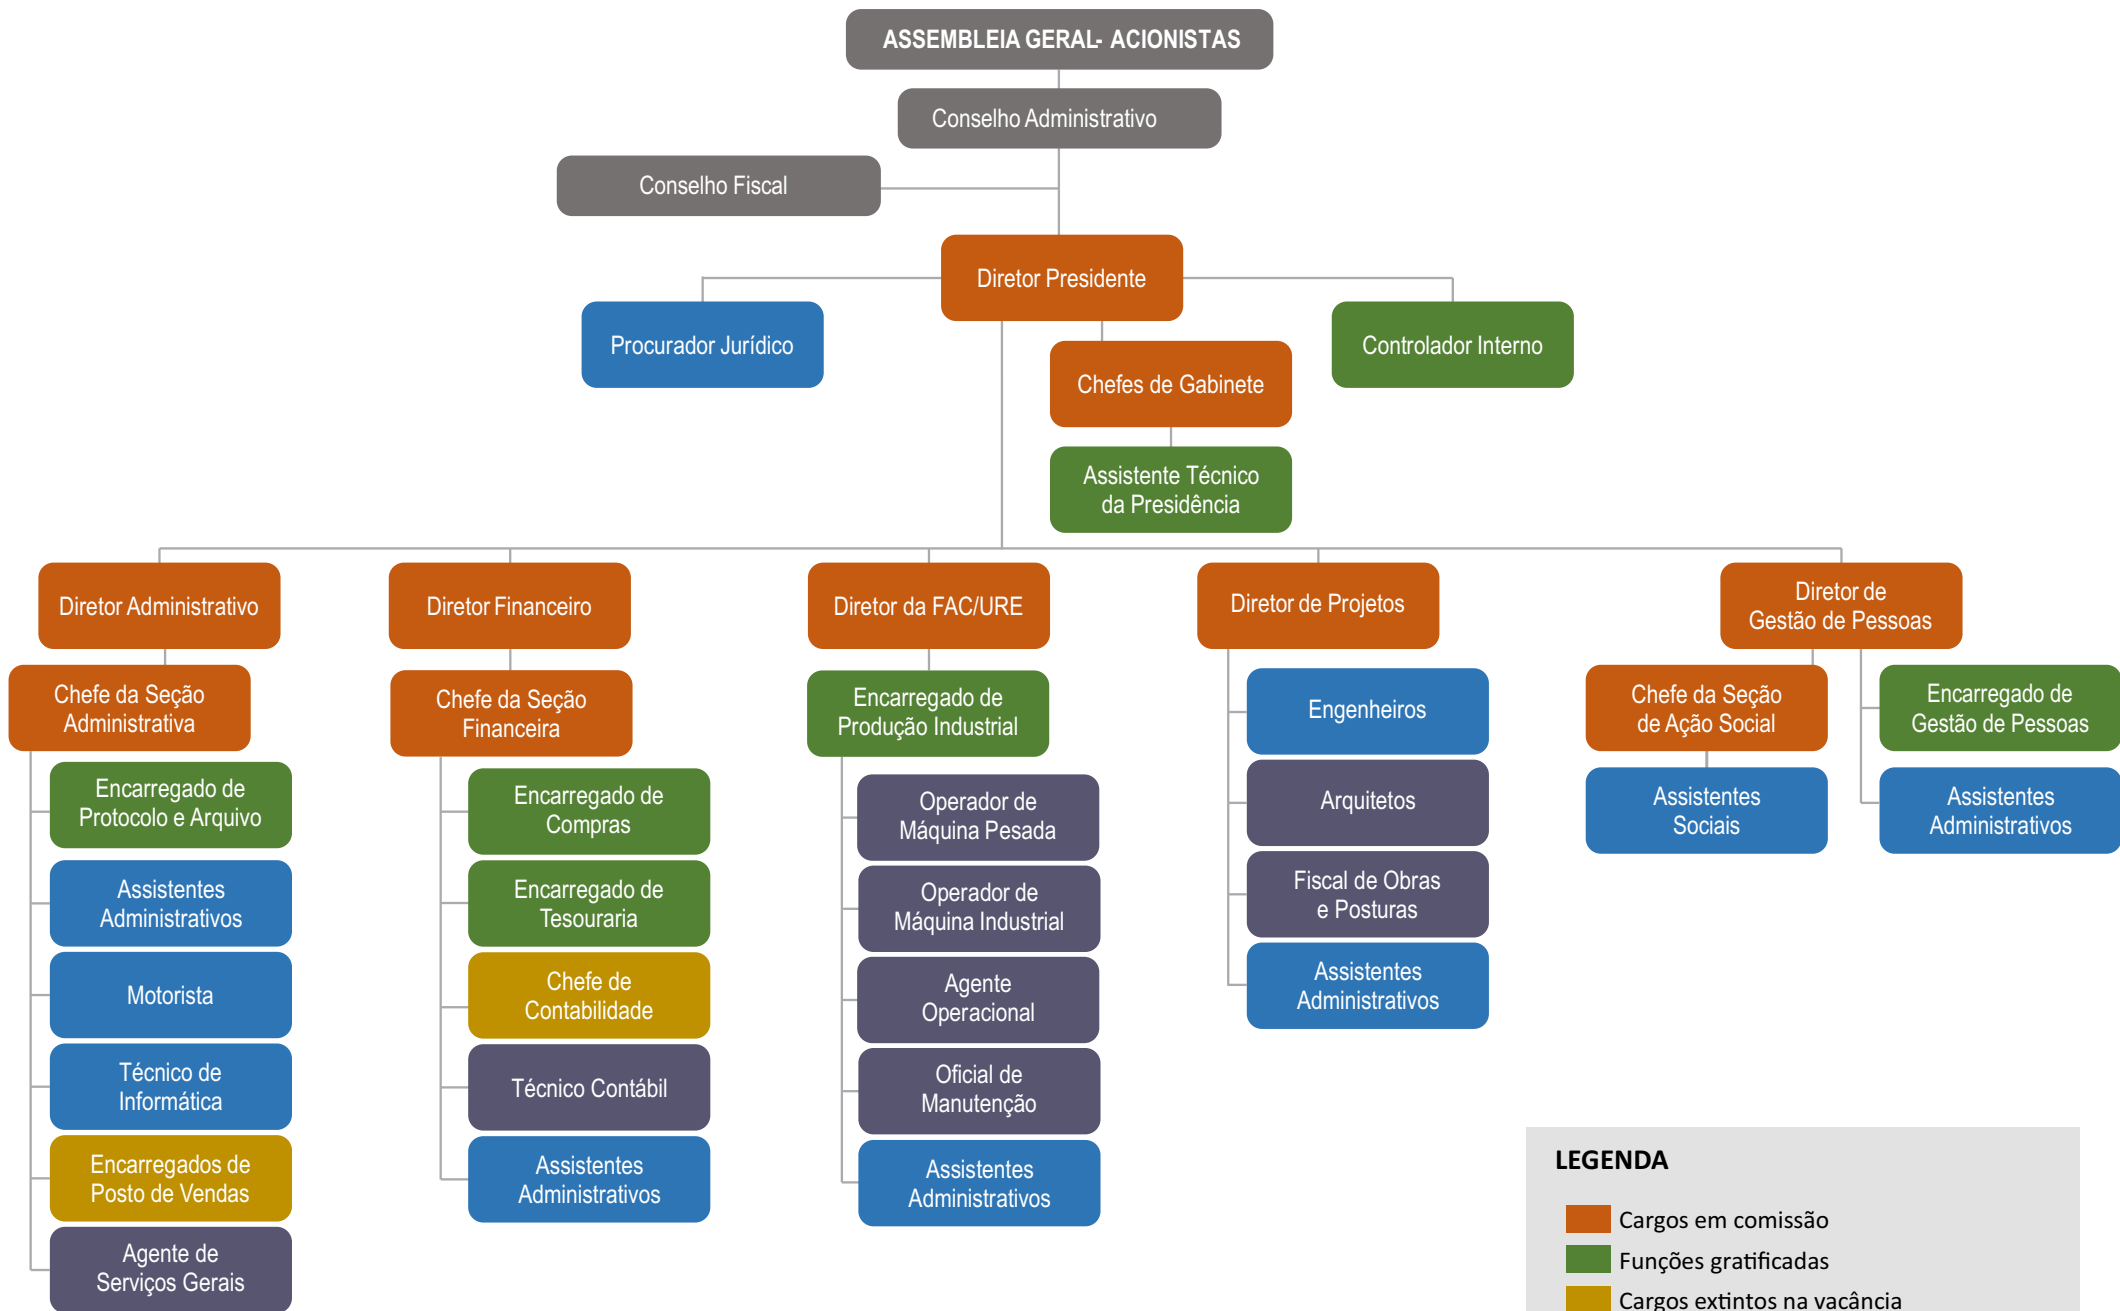 ASSEMBLEIA GERAL- ACIONISTAS
Conselho Administrativo
Conselho Fiscal
Diretor Presidente
Procurador Jurídico
Controlador Interno
Chefes de Gabinete
Assistente Técnico
da Presidência
Diretor Administrativo
Chefe da Seção
Administrativa
Encarregado de
Protocolo e Arquivo
Assistentes
Administrativos
Motorista
Técnico de
Informática
Encarregados de
Posto de Vendas
Agente de
Serviços Gerais
Diretor Financeiro
Chefe da Seção
Financeira
Encarregado de
Compras
Encarregado de
Tesouraria
Chefe de
Contabilidade
Técnico Contábil
Assistentes
Administrativos
Diretor da FAC/URE
Encarregado de
Produção Industrial
Operador de
Máquina Pesada
Operador de
Máquina Industrial
Agente
Operacional
Oficial de
Manutenção
Assistentes
Administrativos
Diretor de Projetos
Engenheiros
Arquitetos
Fiscal de Obras
e Posturas
Assistentes
Administrativos
Diretor de
Gestão de Pessoas
Chefe da Seção
de Ação Social
Assistentes
Sociais
Encarregado de
Gestão de Pessoas
Assistentes
Administrativos
LEGENDA
Cargos em comissão
Funções gratificadas
Cargos extintos na vacância